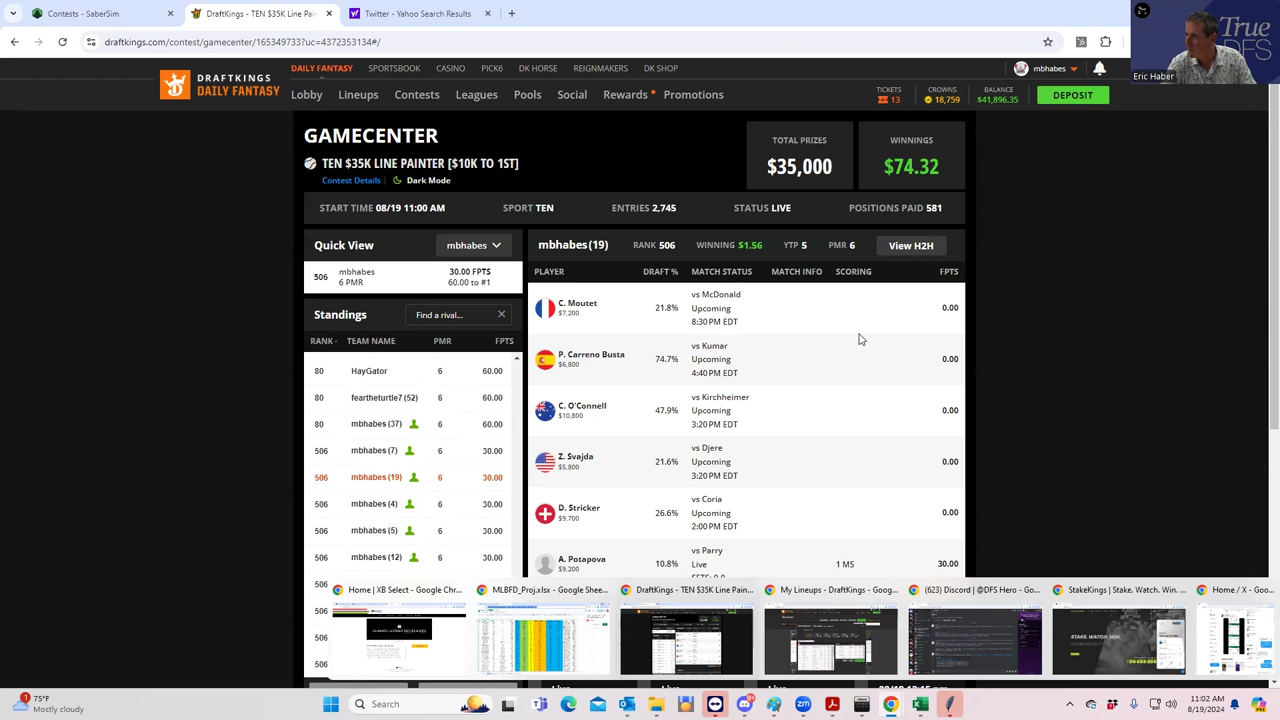 Contests - SaberSim
DraftKings - TEN $35K Line Pain
Twitter - Yahoo Search Results
draftkings.com/contest/gamecenter/165349733?uc=4372353134#/
True
DFS
Eric Haber
DRAFTKINGS
DAILY FANTASY
DAILY FANTASY SPORTSBOOK CASINO PICK6 DK HORSE REIGNMAKERS DK SHOP
mbhabes
Lobby Lineups Contests Leagues Pools Social Rewards Promotions
TICKETS
13
CROWNS
18,759
BALANCE
$41,896.35
DEPOSIT
GAMECENTER
TEN $35K LINE PAINTER [$10K TO 1ST]
Contest Details Dark Mode
TOTAL PRIZES
$35,000
WINNINGS
$74.32
START TIME 08/19 11:00 AM SPORT TEN ENTRIES 2,745 STATUS LIVE POSITIONS PAID 581
Quick View mbhabes
506 mbhabes 30.00 FPTS
6 PMR 60.00 to #1
Standings Find a rival...
RANK TEAM NAME PMR FPTS
80 HayGator 6 60.00
80 feartheturtle7 (52) 6 60.00
80 mbhabes (37) 6 60.00
506 mbhabes (7) 6 30.00
506 mbhabes (19) 6 30.00
506 mbhabes (4) 6 30.00
506 mbhabes (5) 6 30.00
506 mbhabes (12) 6 30.00
506
506
506
506
mbhabes (19) RANK 506 WINNING $1.56 YTP 5 PMR 6 View H2H
PLAYER DRAFT % MATCH STATUS MATCH INFO SCORING FPTS
C. Moutet
$7,200
21.8%
vs McDonald
Upcoming
8:30 PM EDT
0.00
P. Carreno Busta
$6,800
74.7%
vs Kumar
Upcoming
4:40 PM EDT
0.00
C. O'Connell
$10,800
47.9%
vs Kirchheimer
Upcoming
3:20 PM EDT
0.00
Z. Svajda
$5,800
21.6%
vs Djere
Upcoming
3:20 PM EDT
0.00
D. Stricker
$9,700
26.6%
vs Coria
Upcoming
2:00 PM EDT
0.00
A. Potapova
$9,200
10.8%
vs Parry
Live
1 MS
30.00
Home | XB Select - Google Chr...
MLBFD_Proj.xlsx - Google Shee...
DraftKings - TEN $35K Line Pain...
My Lineups - DraftKings - Goog...
(623) Discord | @DFS Hero - Go...
StakeKings | Stake. Watch. Win. ...
Home / X - Goo...
STAKE. WATCH. WIN.
75°F
Mostly cloudy
Search
11:02 AM
8/19/2024